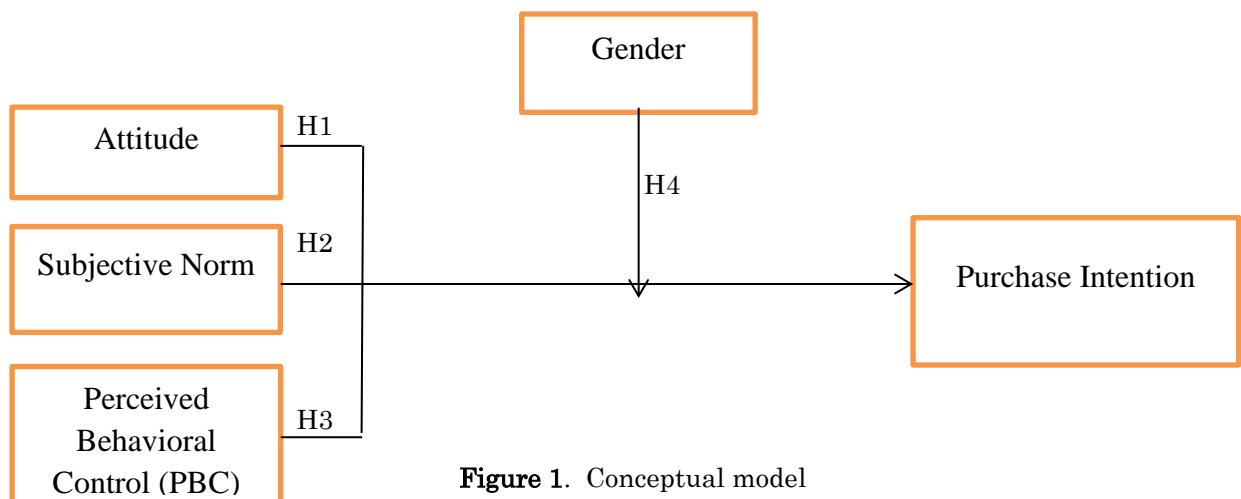 Gender
H1
Attitude
H4
H2
Subjective Norm
Purchase Intention
H3
Perceived
Behavioral
Control (PBC)
Figure 1. Conceptual model